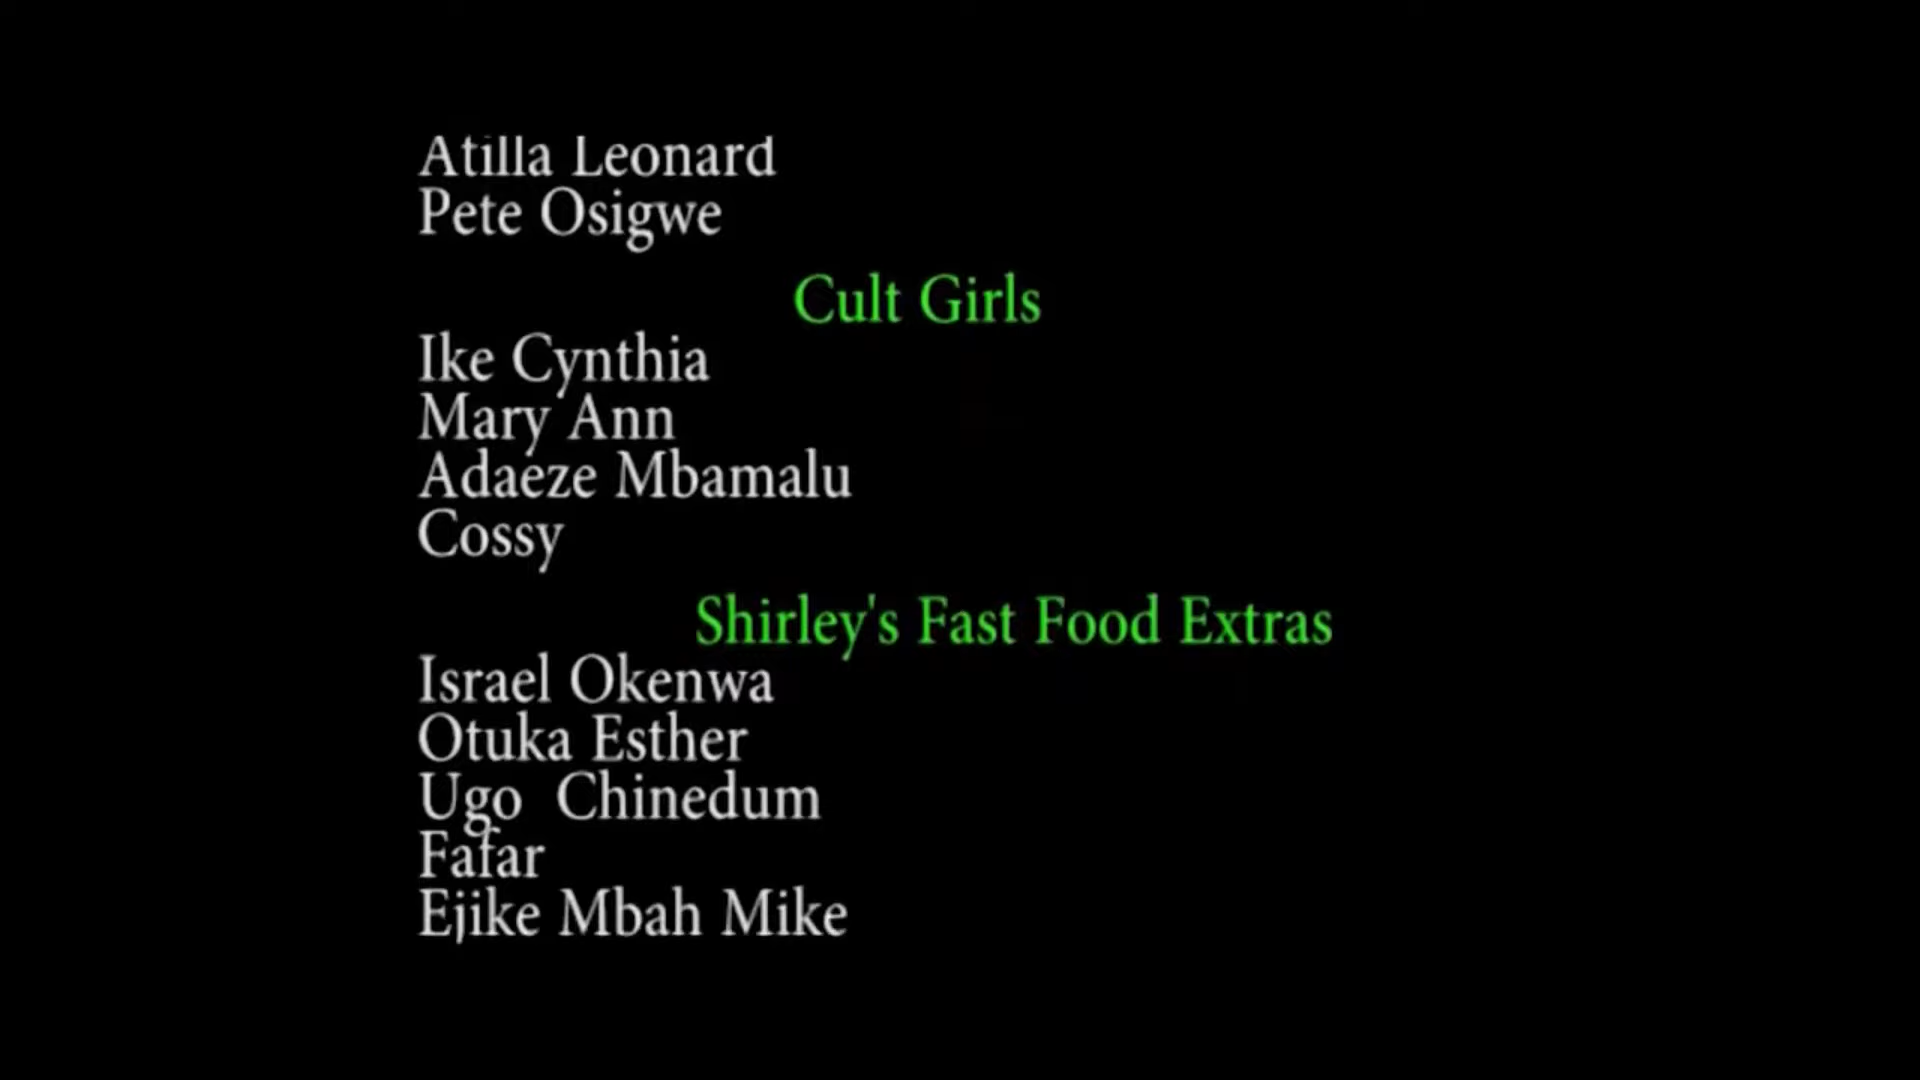 Atilla Leonard
Pete Osigwe
Cult Girls
Ike Cynthia
Mary Ann
Adaeze Mbamalu
Cossy
Shirley's Fast Food Extras
Israel Okenwa
Otuka Esther
Ugo  Chinedum
Fafar
Ejike Mbah Mike